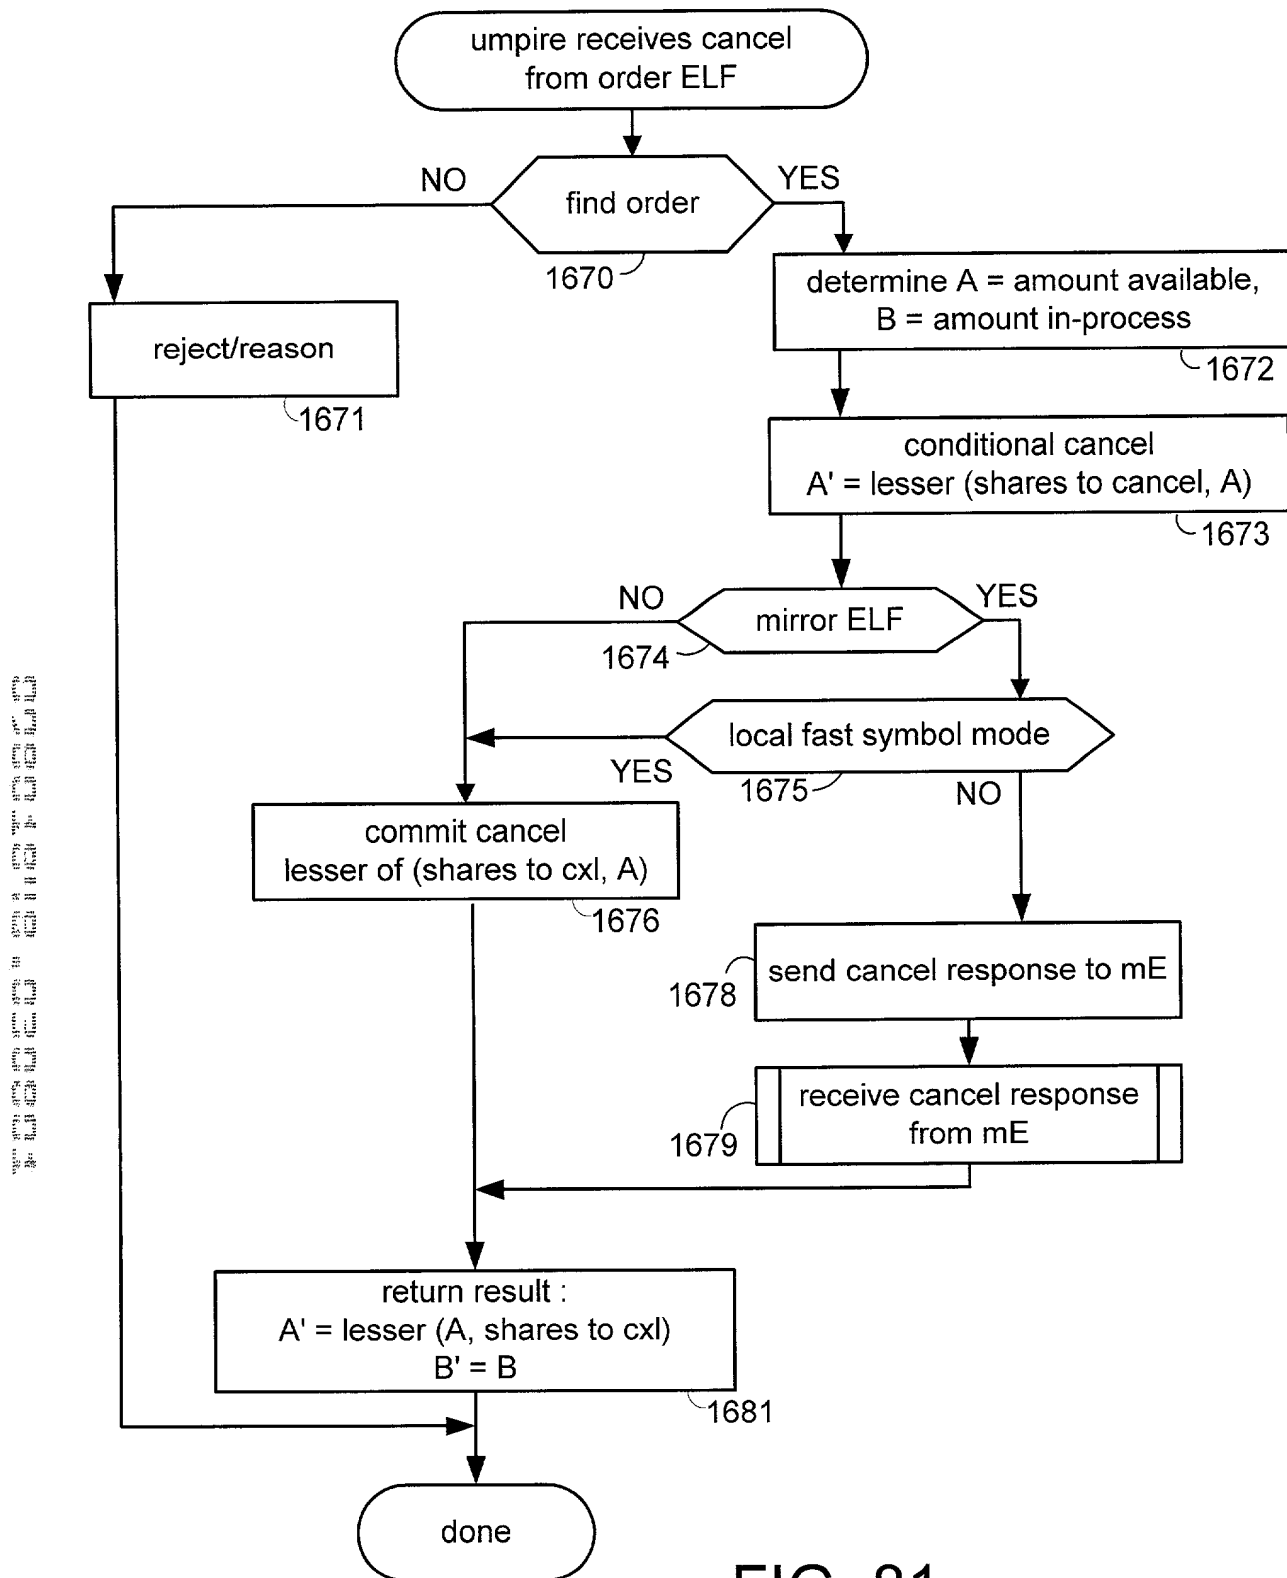 umpire receives cancel
from order ELF
NO
YES
find order
1670
determine A = amount available,
B = amount in-process
1672
reject/reason
1671
conditional cancel
A' = lesser (shares to cancel, A)
1673
NO
YES
mirror ELF
1674
local fast symbol mode
YES
1675
NO
commit cancel
lesser of (shares to cxl, A)
1676
send cancel response to mE
1678
receive cancel response
from mE
1679
return result :
A' = lesser (A, shares to cxl)
B' = B
1681
done
FIG. 81